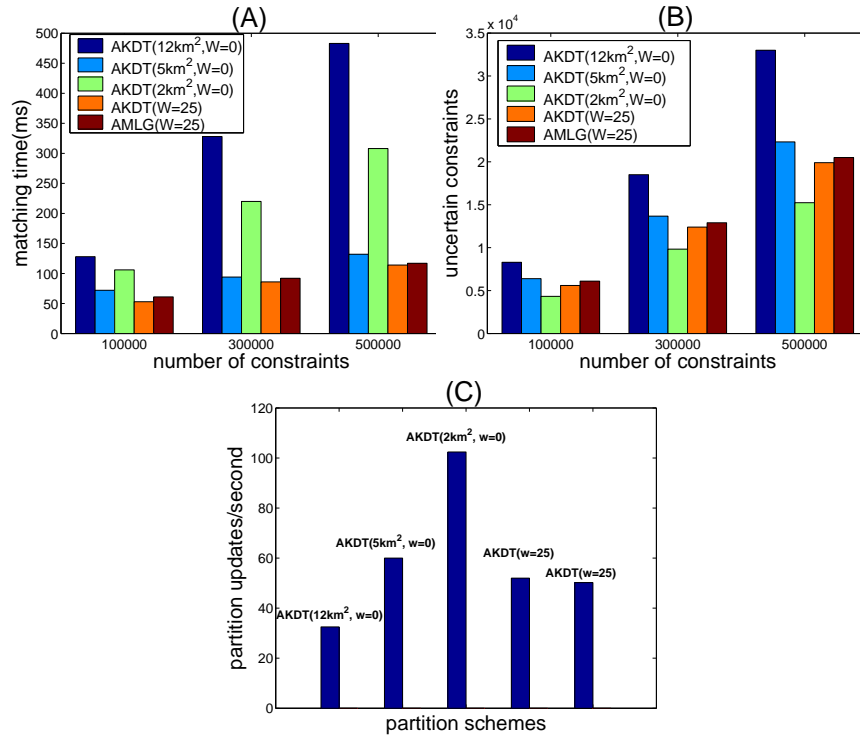 (A)
500
450
400
350
300
250
200
150
100
50
0
matching time(ms)
AKDT(12km²,W=0)
AKDT(5km²,W=0)
AKDT(2km²,W=0)
AKDT(W=25)
AMLG(W=25)
100000
300000
500000
number of constraints
(B)
x 10⁴
3.5
3
2.5
2
1.5
1
0.5
0
uncertain constraints
AKDT(12km²,W=0)
AKDT(5km²,W=0)
AKDT(2km²,W=0)
AKDT(W=25)
AMLG(W=25)
100000
300000
500000
number of constraints
(C)
120
100
80
60
40
20
0
partition updates/second
AKDT(12km², w=0)
AKDT(5km², w=0)
AKDT(2km², w=0)
AKDT(w=25)
AKDT(w=25)
partition schemes